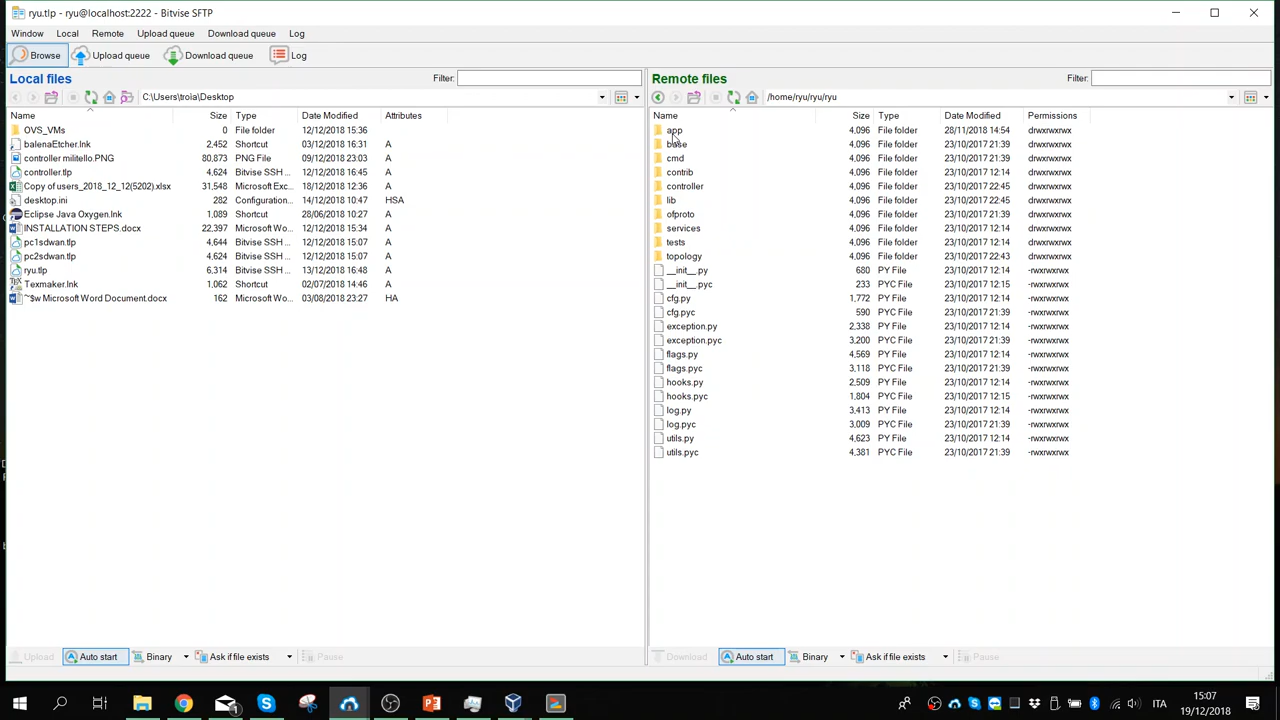 ryu.tlp - ryu@localhost:2222 - Bitvise SFTP
Window Local Remote Upload queue Download queue Log
Browse Upload queue Download queue Log
Local files Filter:
C:\Users\troia\Desktop
Name Size Type Date Modified Attributes
OVS_VMs 0 File folder 12/12/2018 15:36
balenaEtcher.lnk 2,452 Shortcut 03/12/2018 16:31 A
controller militello.PNG 80,873 PNG File 09/12/2018 23:03 A
controller.tlp 4,624 Bitvise SSH ... 12/12/2018 16:45 A
Copy of users_2018_12_12(5202).xlsx 31,548 Microsoft Exc... 18/12/2018 12:36 A
desktop.ini 282 Configuration... 14/12/2018 10:47 HSA
Eclipse Java Oxygen.lnk 1,089 Shortcut 28/06/2018 10:27 A
INSTALLATION STEPS.docx 22,397 Microsoft Wo... 12/12/2018 15:34 A
pc1sdwan.tlp 4,644 Bitvise SSH ... 12/12/2018 15:07 A
pc2sdwan.tlp 4,624 Bitvise SSH ... 12/12/2018 15:07 A
ryu.tlp 6,314 Bitvise SSH ... 13/12/2018 16:48 A
Texmaker.lnk 1,062 Shortcut 02/07/2018 14:46 A
~$w Microsoft Word Document.docx 162 Microsoft Wo... 03/08/2018 23:27 HA
Upload Auto start Binary Ask if file exists Pause
Remote files Filter:
/home/ryu/ryu/ryu
Name Size Type Date Modified Permissions
app 4,096 File folder 28/11/2018 14:54 drwxrwxrwx
base 4,096 File folder 23/10/2017 21:39 drwxrwxrwx
cmd 4,096 File folder 23/10/2017 21:39 drwxrwxrwx
contrib 4,096 File folder 23/10/2017 12:14 drwxrwxrwx
controller 4,096 File folder 23/10/2017 22:45 drwxrwxrwx
lib 4,096 File folder 23/10/2017 22:45 drwxrwxrwx
ofproto 4,096 File folder 23/10/2017 21:39 drwxrwxrwx
services 4,096 File folder 23/10/2017 12:14 drwxrwxrwx
tests 4,096 File folder 23/10/2017 12:14 drwxrwxrwx
topology 4,096 File folder 23/10/2017 22:43 drwxrwxrwx
__init__.py 680 PY File 23/10/2017 12:14 -rwxrwxrwx
__init__.pyc 233 PYC File 23/10/2017 21:39 -rwxrwxrwx
cfg.py 1,772 PY File 23/10/2017 12:14 -rwxrwxrwx
cfg.pyc 590 PYC File 23/10/2017 21:39 -rwxrwxrwx
exception.py 2,338 PY File 23/10/2017 12:14 -rwxrwxrwx
exception.pyc 3,200 PYC File 23/10/2017 21:39 -rwxrwxrwx
flags.py 4,569 PY File 23/10/2017 12:14 -rwxrwxrwx
flags.pyc 3,118 PYC File 23/10/2017 21:39 -rwxrwxrwx
hooks.py 2,509 PY File 23/10/2017 12:14 -rwxrwxrwx
hooks.pyc 1,804 PYC File 23/10/2017 12:15 -rwxrwxrwx
log.py 3,413 PY File 23/10/2017 12:14 -rwxrwxrwx
log.pyc 3,009 PYC File 23/10/2017 21:39 -rwxrwxrwx
utils.py 4,623 PY File 23/10/2017 12:14 -rwxrwxrwx
utils.pyc 4,381 PYC File 23/10/2017 21:39 -rwxrwxrwx
Download Auto start Binary Ask if file exists Pause
ITA 15:07
19/12/2018